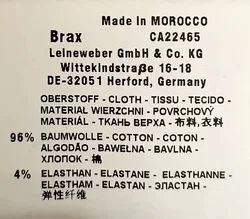 Made in MOROCCO
Brax CA22465
Leineweber GmbH & Co. KG
Wittekindstraße 16-18
DE-32051 Herford, Germany
OBERSTOFF - CLOTH - TISSU - TECIDO -
MATERIAŁ WIERZCHNI - POVRCHOVÝ
MATERIÁL - ТКАНЬ ВЕРХА - 布料,衣料
96% BAUMWOLLE - COTTON - COTON -
ALGODÃO - BAWEŁNA - BAVLNA -
ХЛОПОК - 棉
4% ELASTHAN - ELASTANE - ELASTHANNE -
ELASTHAM - ELASTAN - ЭЛАСТАН -
弹性纤维